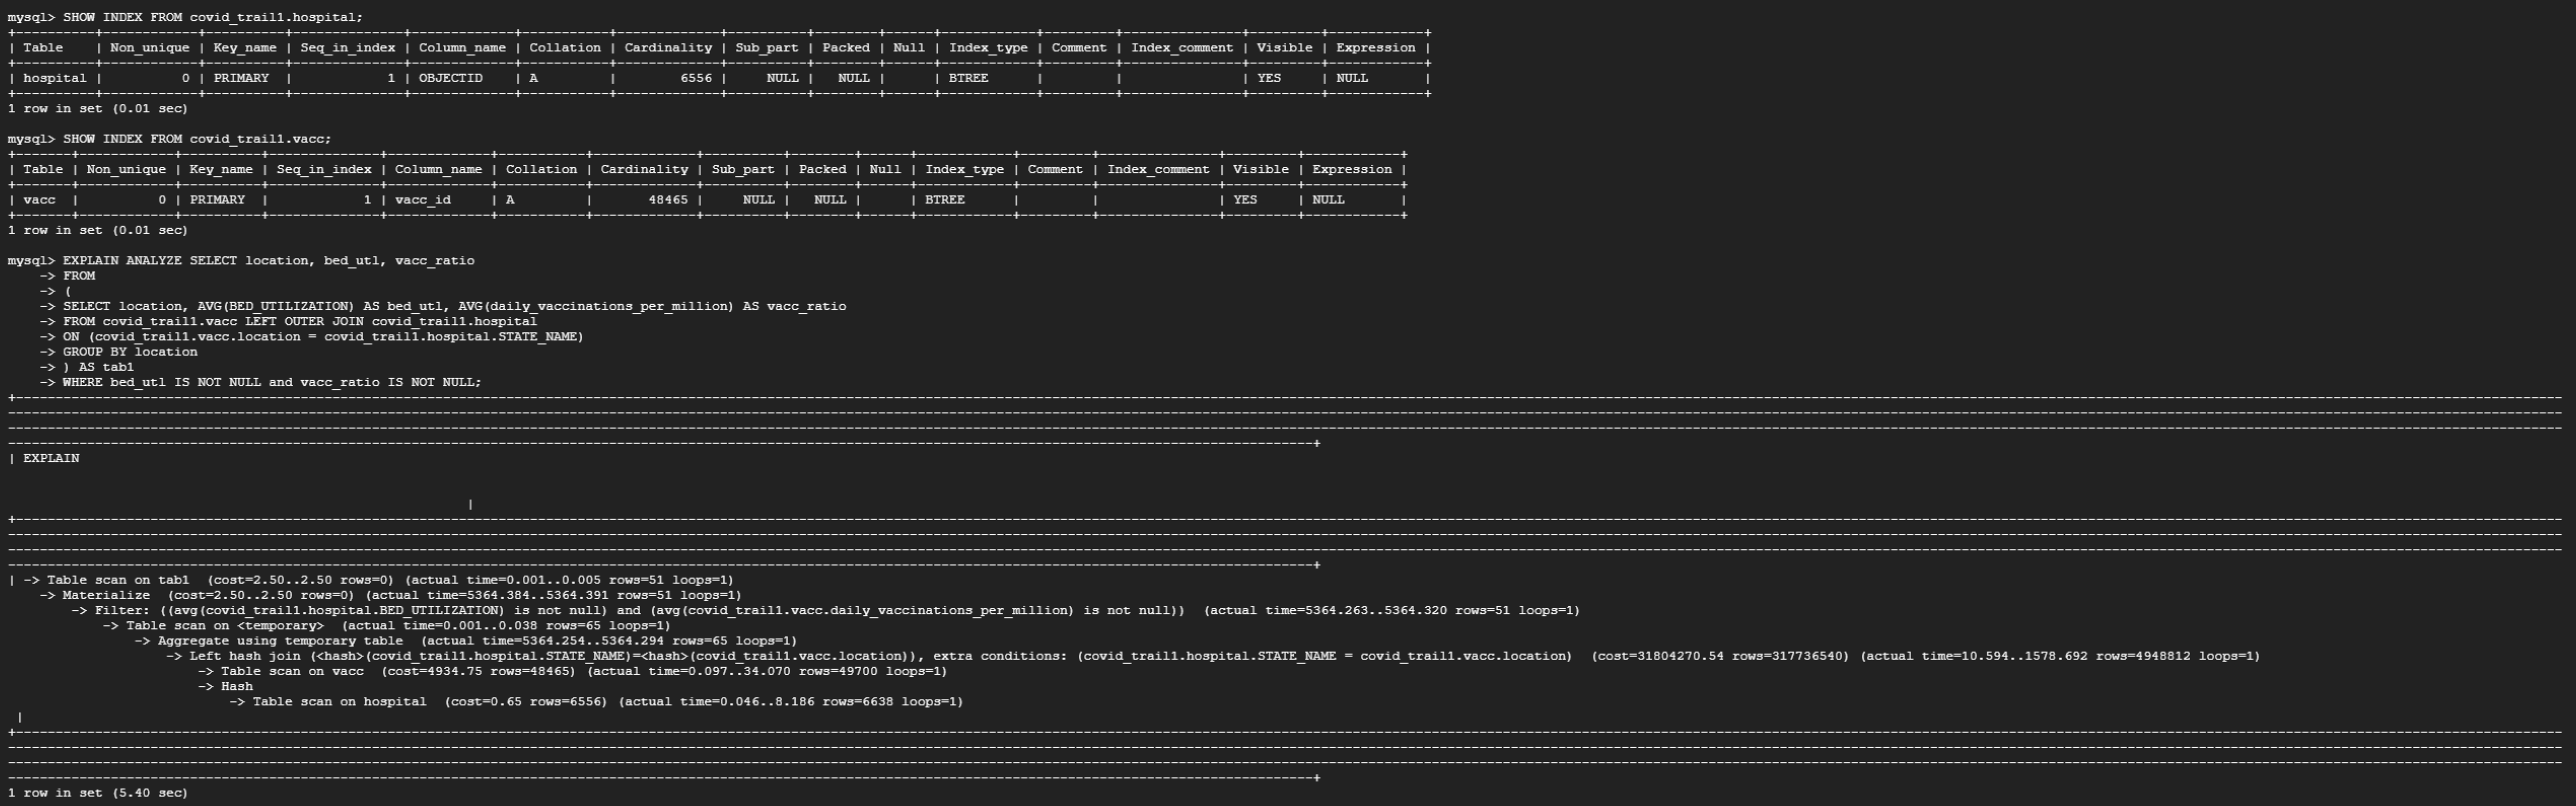 mysql> SHOW INDEX FROM covid_trail1.hospital;
| Table | Non_unique | Key_name | Seq_in_index | Column_name | Collation | Cardinality | Sub_part | Packed | Null | Index_type | Comment | Index_comment | Visible | Expression |
| hospital | 0 | PRIMARY | 1 | OBJECTID | A | 6556 | NULL | NULL | | BTREE | | | YES | NULL |
1 row in set (0.01 sec)
mysql> SHOW INDEX FROM covid_trail1.vacc;
| Table | Non_unique | Key_name | Seq_in_index | Column_name | Collation | Cardinality | Sub_part | Packed | Null | Index_type | Comment | Index_comment | Visible | Expression |
| vacc | 0 | PRIMARY | 1 | vacc_id | A | 48465 | NULL | NULL | | BTREE | | | YES | NULL |
1 row in set (0.01 sec)
mysql> EXPLAIN ANALYZE SELECT location, bed_utl, vacc_ratio
-> FROM
-> (
-> SELECT location, AVG(BED_UTILIZATION) AS bed_utl, AVG(daily_vaccinations_per_million) AS vacc_ratio
-> FROM covid_trail1.vacc LEFT OUTER JOIN covid_trail1.hospital
-> ON (covid_trail1.vacc.location = covid_trail1.hospital.STATE_NAME)
-> GROUP BY location
-> ) AS tab1
-> WHERE bed_utl IS NOT NULL and vacc_ratio IS NOT NULL;
| EXPLAIN
|
| -> Table scan on tab1 (cost=2.50..2.50 rows=0) (actual time=0.001..0.005 rows=51 loops=1)
-> Materialize (cost=2.50..2.50 rows=0) (actual time=5364.384..5364.391 rows=51 loops=1)
-> Filter: ((avg(covid_trail1.hospital.BED_UTILIZATION) is not null) and (avg(covid_trail1.vacc.daily_vaccinations_per_million) is not null)) (actual time=5364.263..5364.320 rows=51 loops=1)
-> Table scan on <temporary> (actual time=0.001..0.038 rows=65 loops=1)
-> Aggregate using temporary table (actual time=5364.254..5364.294 rows=65 loops=1)
-> Left hash join (<hash>(covid_trail1.hospital.STATE_NAME)=<hash>(covid_trail1.vacc.location)), extra conditions: (covid_trail1.hospital.STATE_NAME = covid_trail1.vacc.location) (cost=31804270.54 rows=317736540) (actual time=10.594..1578.692 rows=4948812 loops=1)
-> Table scan on vacc (cost=4934.75 rows=48465) (actual time=0.097..34.070 rows=49700 loops=1)
-> Hash
-> Table scan on hospital (cost=0.65 rows=6556) (actual time=0.046..8.186 rows=6638 loops=1)
|
1 row in set (5.40 sec)